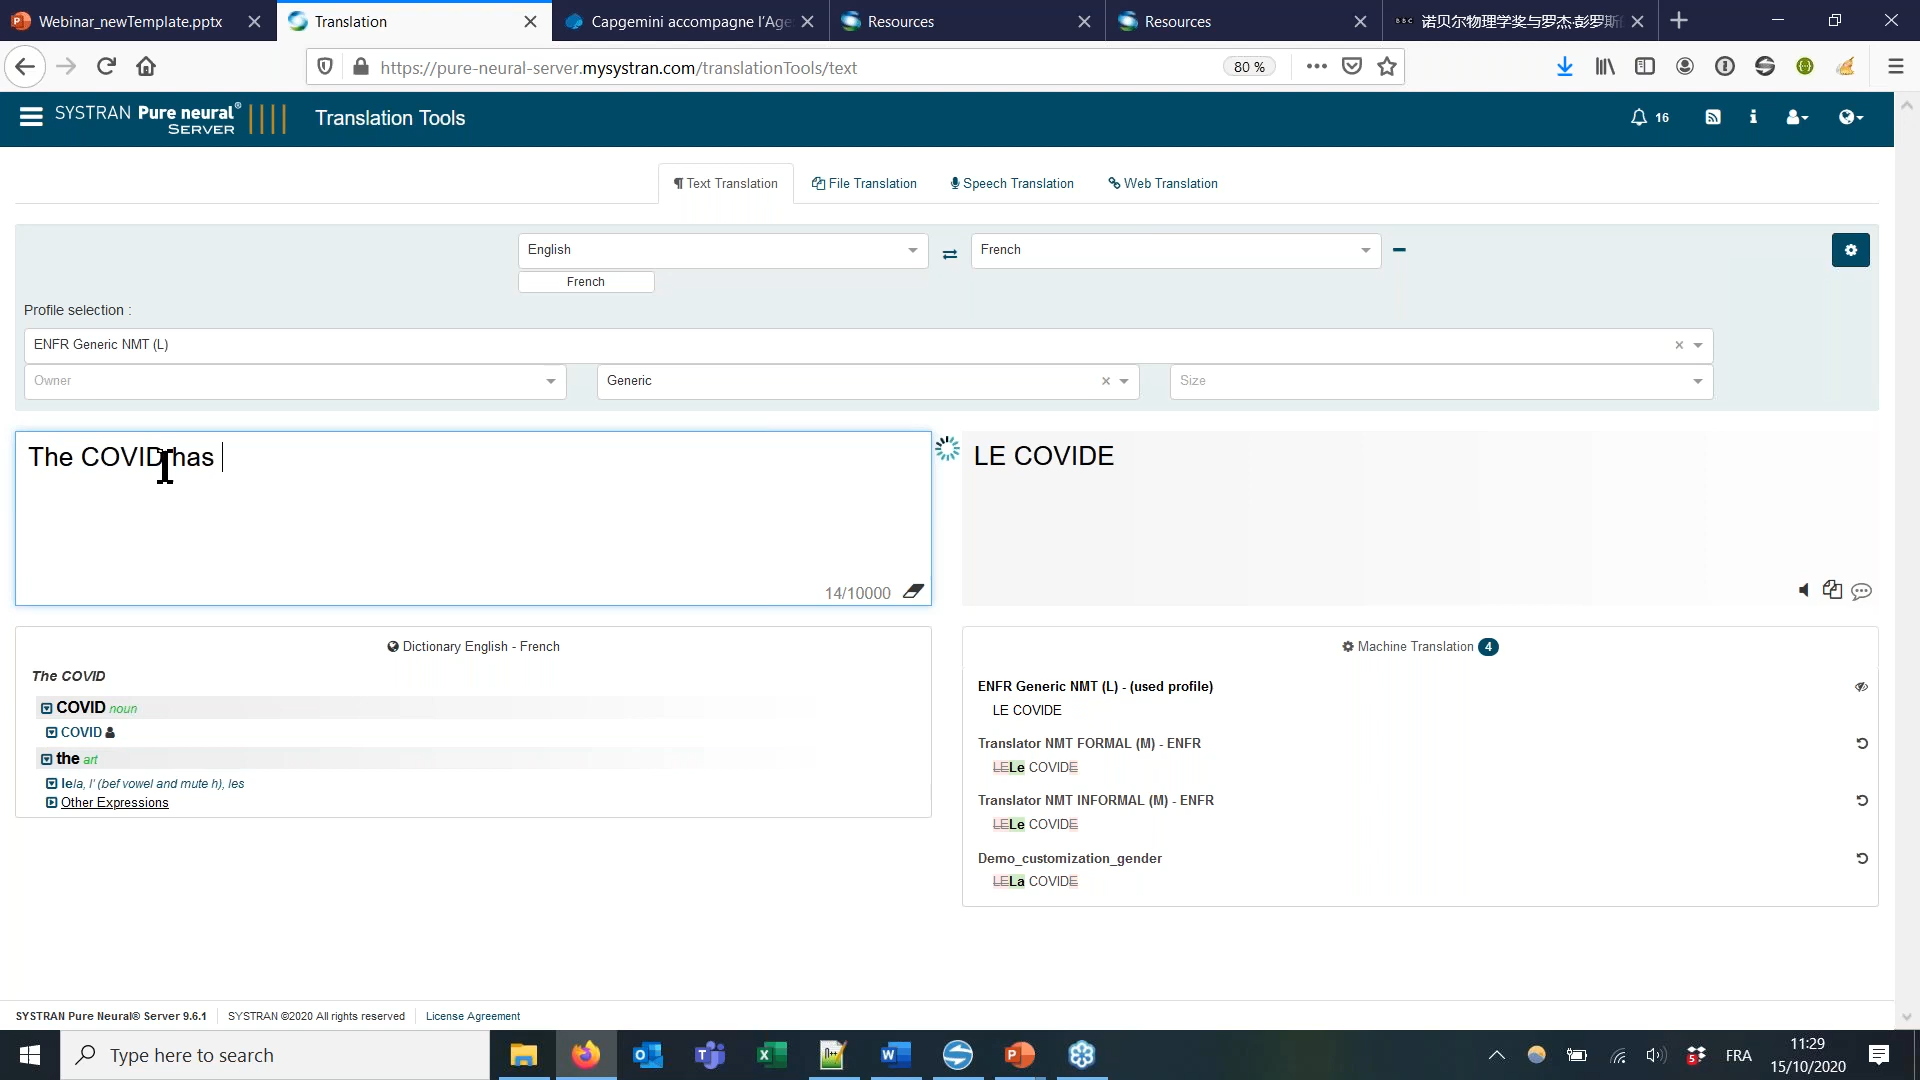 Webinar_newTemplate.pptx
Translation
Capgemini accompagne l'Age
Resources
Resources
BBC 诺贝尔物理学奖与罗杰·彭罗斯
https://pure-neural-server.mysystran.com/translationTools/text
80 %
SYSTRAN Pure neural®
SERVER
Translation Tools
16
Text Translation
File Translation
Speech Translation
Web Translation
English
French
French
Profile selection :
ENFR Generic NMT (L)
Owner
Generic
Size
The COVID has
LE COVIDE
14/10000
Dictionary English - French
The COVID
COVID noun
COVID
the art
le/a, l' (bef vowel and mute h), les
Other Expressions
Machine Translation 4
ENFR Generic NMT (L) - (used profile)
LE COVIDE
Translator NMT FORMAL (M) - ENFR
LELe COVIDE
Translator NMT INFORMAL (M) - ENFR
LELe COVIDE
Demo_customization_gender
LELa COVIDE
SYSTRAN Pure Neural® Server 9.6.1
SYSTRAN ©2020 All rights reserved
License Agreement
Type here to search
5
FRA
11:29
15/10/2020